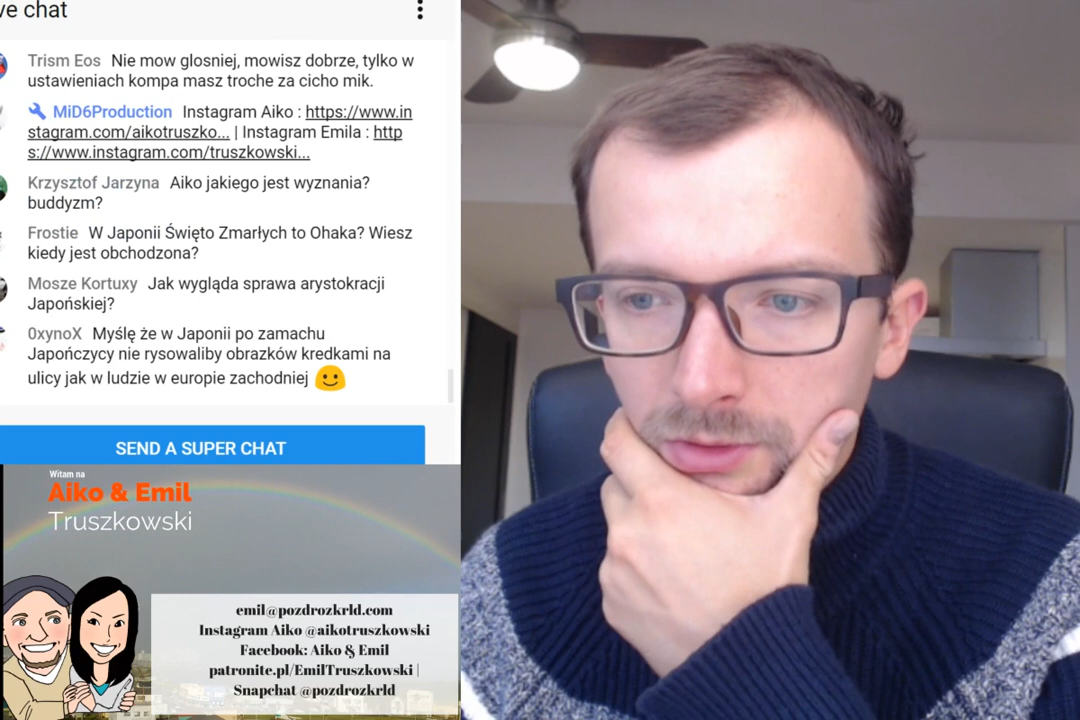 ve chat
Trism Eos Nie mow glosniej, mowisz dobrze, tylko w
ustawieniach kompa masz troche za cicho mik.
MiD6Production Instagram Aiko : https://www.in
stagram.com/aikotruszko... | Instagram Emila : http
s://www.instagram.com/truszkowski...
Krzysztof Jarzyna Aiko jakiego jest wyznania?
buddyzm?
Frostie W Japonii Święto Zmarłych to Ohaka? Wiesz
kiedy jest obchodzona?
Mosze Kortuxy Jak wygląda sprawa arystokracji
Japońskiej?
0xynoX Myślę że w Japonii po zamachu
Japończycy nie rysowaliby obrazków kredkami na
ulicy jak w ludzie w europie zachodniej
SEND A SUPER CHAT
Witam na
Aiko & Emil
Truszkowski
emil@pozdrozkrld.com
Instagram Aiko @aikotruszkowski
Facebook: Aiko & Emil
patronite.pl/EmilTruszkowski |
Snapchat @pozdrozkrld